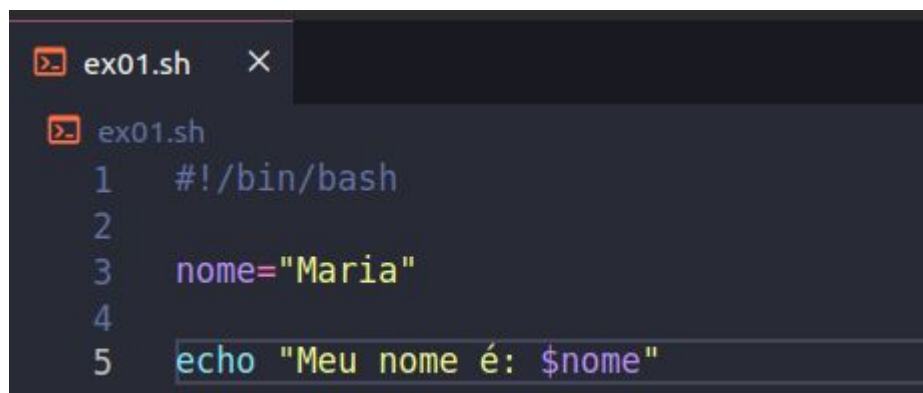 ex01.sh ×
ex01.sh
1 #!/bin/bash
2
3 nome="Maria"
4
5 echo "Meu nome é: $nome"